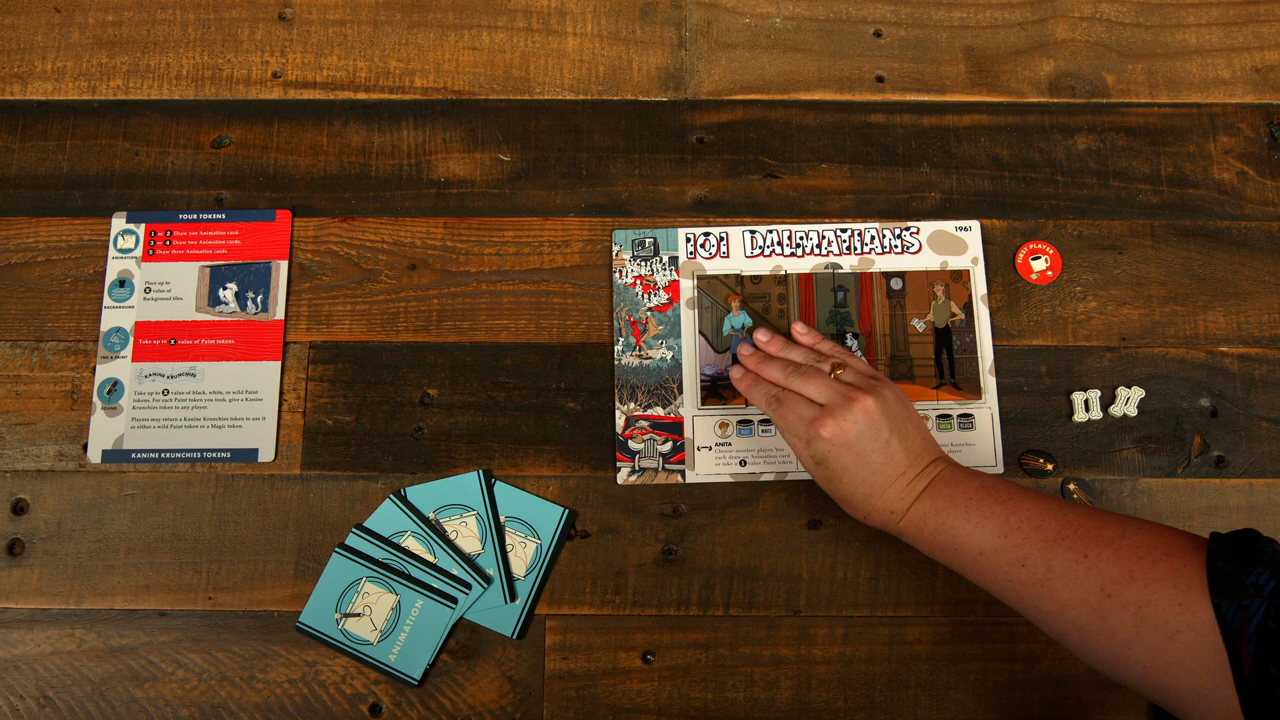 YOUR TOKENS
1 or 2 Draw one Animation card.
3 or 4 Draw two Animation cards.
5 Draw three Animation cards.
ANIMATION
Place up to
X value of
Background tiles.
BACKGROUND
Take up to X value of Paint tokens.
INK & PAINT
KANINE KRUNCHIES
Take up to X value of black, white, or wild Paint
tokens. For each Paint token you took, give a Kanine
Krunchies token to any player.
SOUND
Players may return a Kanine Krunchies token to use it
as either a wild Paint token or a Magic token.
KANINE KRUNCHIES TOKENS
101 DALMATIANS
1961
BLUE
WHITE
GREEN
BLACK
ANITA
Choose another player. You
each draw an Animation card
or take a 1 value Paint token.
Krunchies
player.
FIRST PLAYER
ANIMATION